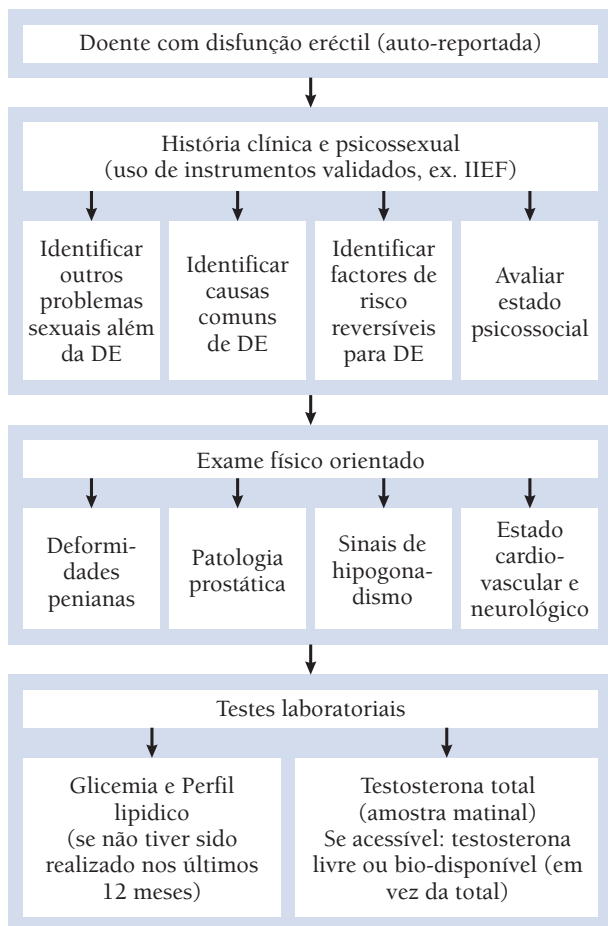 Doente com disfunção eréctil (auto-reportada)
História clínica e psicossexual
(uso de instrumentos validados, ex. IIEF)
Identificar
outros
problemas
sexuais além
da DE
Identificar
causas
comuns
de DE
Identificar
factores de
risco
reversíveis
para DE
Avaliar
estado
psicossocial
Exame físico orientado
Deformi-
dades
penianas
Patologia
prostática
Sinais de
hipogona-
dismo
Estado
cardio-
vascular e
neurológico
Testes laboratoriais
Glicemia e Perfil
lipidico
(se não tiver sido
realizado nos últimos
12 meses)
Testosterona total
(amostra matinal)
Se acessível: testosterona
livre ou bio-disponível (em
vez da total)